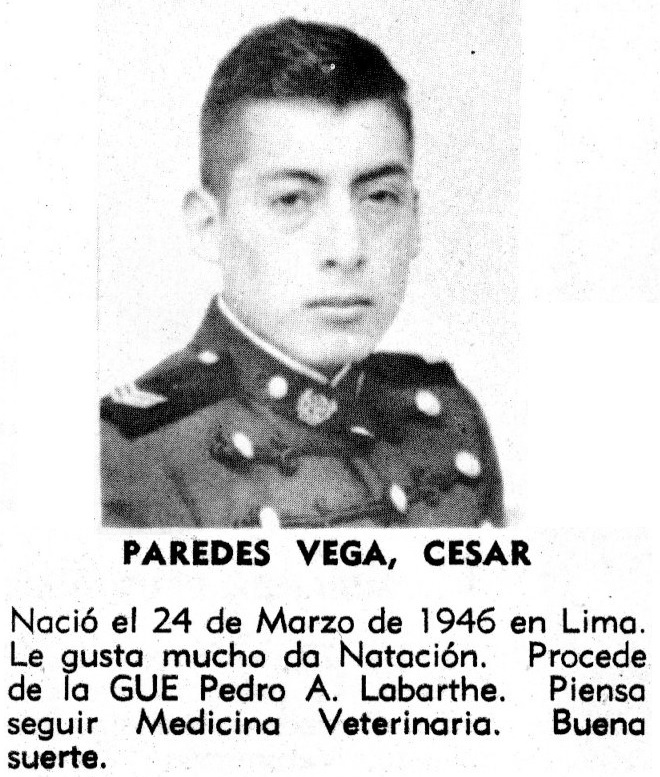 PAREDES VEGA, CESAR
Nació el 24 de Marzo de 1946 en Lima.
Le gusta mucho da Natación. Procede
de la GUE Pedro A. Labarthe. Piensa
seguir Medicina Veterinaria. Buena
suerte.